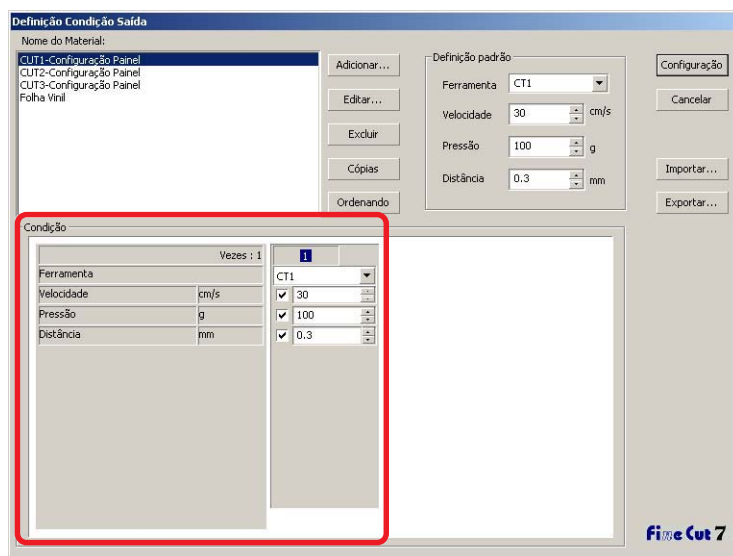 Definição Condição Saída
Nome do Material:
CUT1-Configuração Painel
CUT2-Configuração Painel
CUT3-Configuração Painel
Folha Vinil
Adicionar...
Editar...
Excluir
Cópias
Ordenando
Definição padrão
Ferramenta CT1
Velocidade 30 cm/s
Pressão 100 g
Distância 0.3 mm
Configuração
Cancelar
Importar...
Exportar...
Condição
Vezes : 1 1
Ferramenta CT1
Velocidade cm/s 30
Pressão g 100
Distância mm 0.3
Fine Cut 7